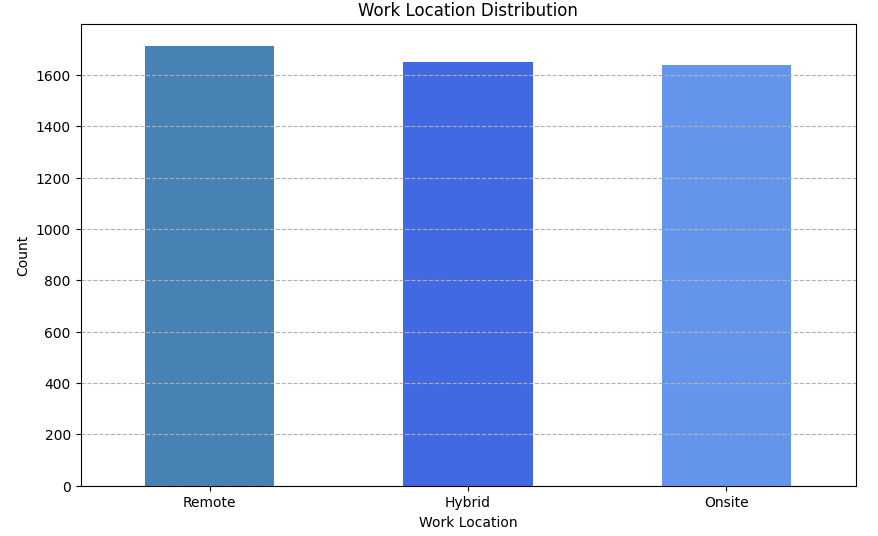 Work Location Distribution
1600
1400
1200
1000
800
600
400
200
0
Count
Remote Hybrid Onsite
Work Location